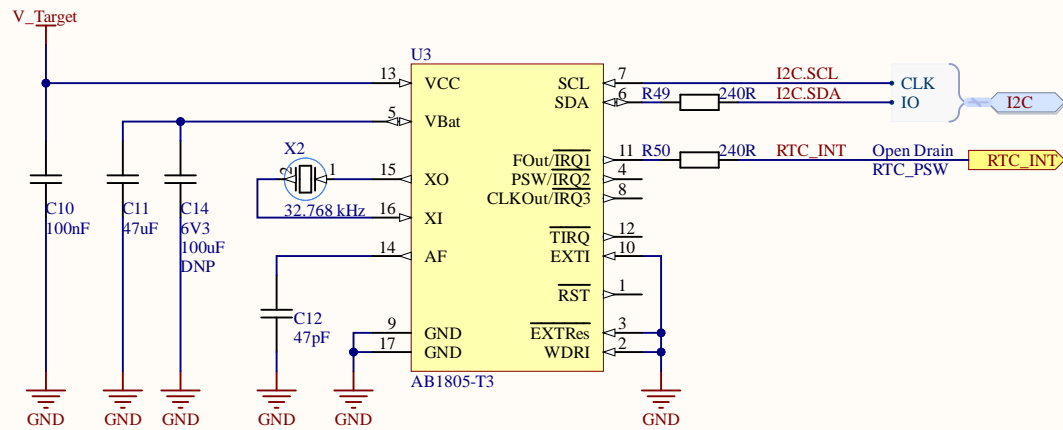 V_Target
U3
13
VCC
SCL
7
I2C.SCL
CLK
SDA
6
R49
240R
I2C.SDA
IO
I2C
5
VBat
X2
2
1
15
XO
FOut/IRQ1
11
R50
240R
RTC_INT
Open Drain
RTC_PSW
RTC_INT
PSW/IRQ2
4
CLKOut/IRQ3
8
32.768 kHz
16
XI
C10
100nF
C11
47uF
C14
6V3
100uF
DNP
TIRQ
12
14
AF
EXTI
10
RST
1
C12
47pF
9
GND
EXTRes
3
17
GND
WDRI
2
AB1805-T3
GND
GND
GND
GND
GND
GND